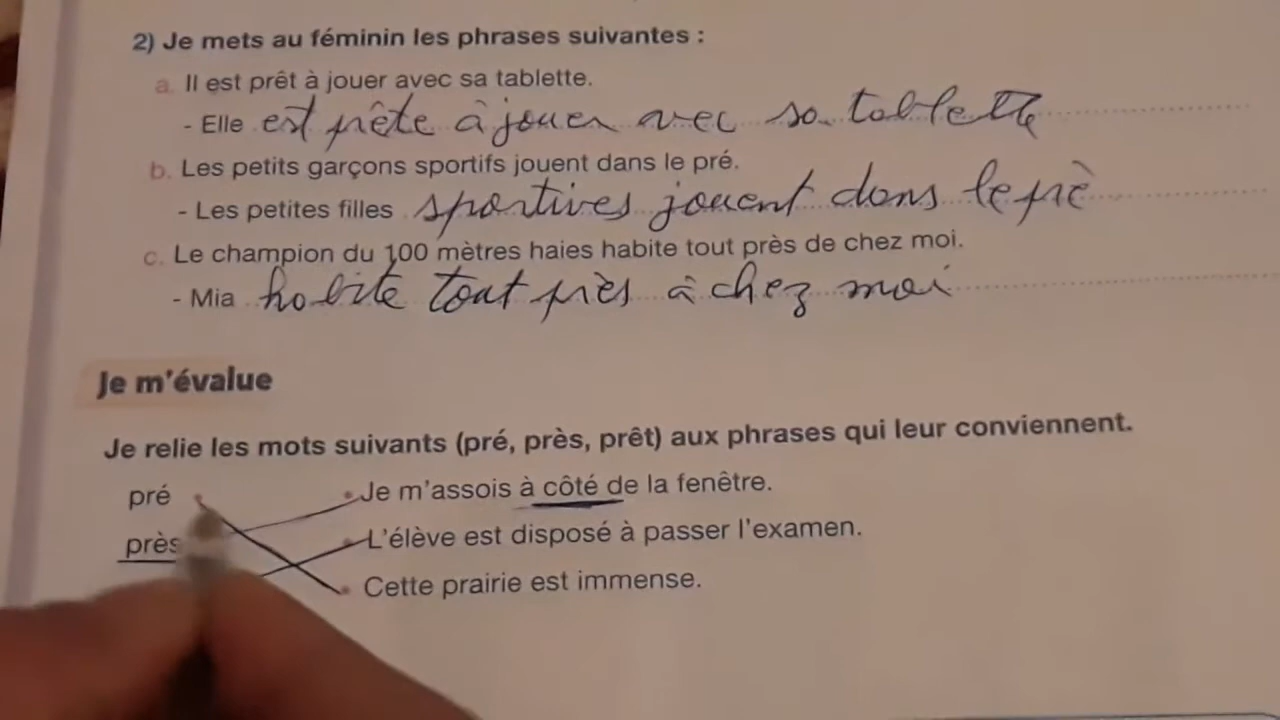 2) Je mets au féminin les phrases suivantes :
a. Il est prêt à jouer avec sa tablette.
- Elle est prête à jouer avec sa tablette
b. Les petits garçons sportifs jouent dans le pré.
- Les petites filles sportives jouent dans le prè
c. Le champion du 100 mètres haies habite tout près de chez moi.
- Mia habite tout près à chez moi
Je m'évalue
Je relie les mots suivants (pré, près, prêt) aux phrases qui leur conviennent.
pré Je m'assois à côté de la fenêtre.
près L'élève est disposé à passer l'examen.
Cette prairie est immense.